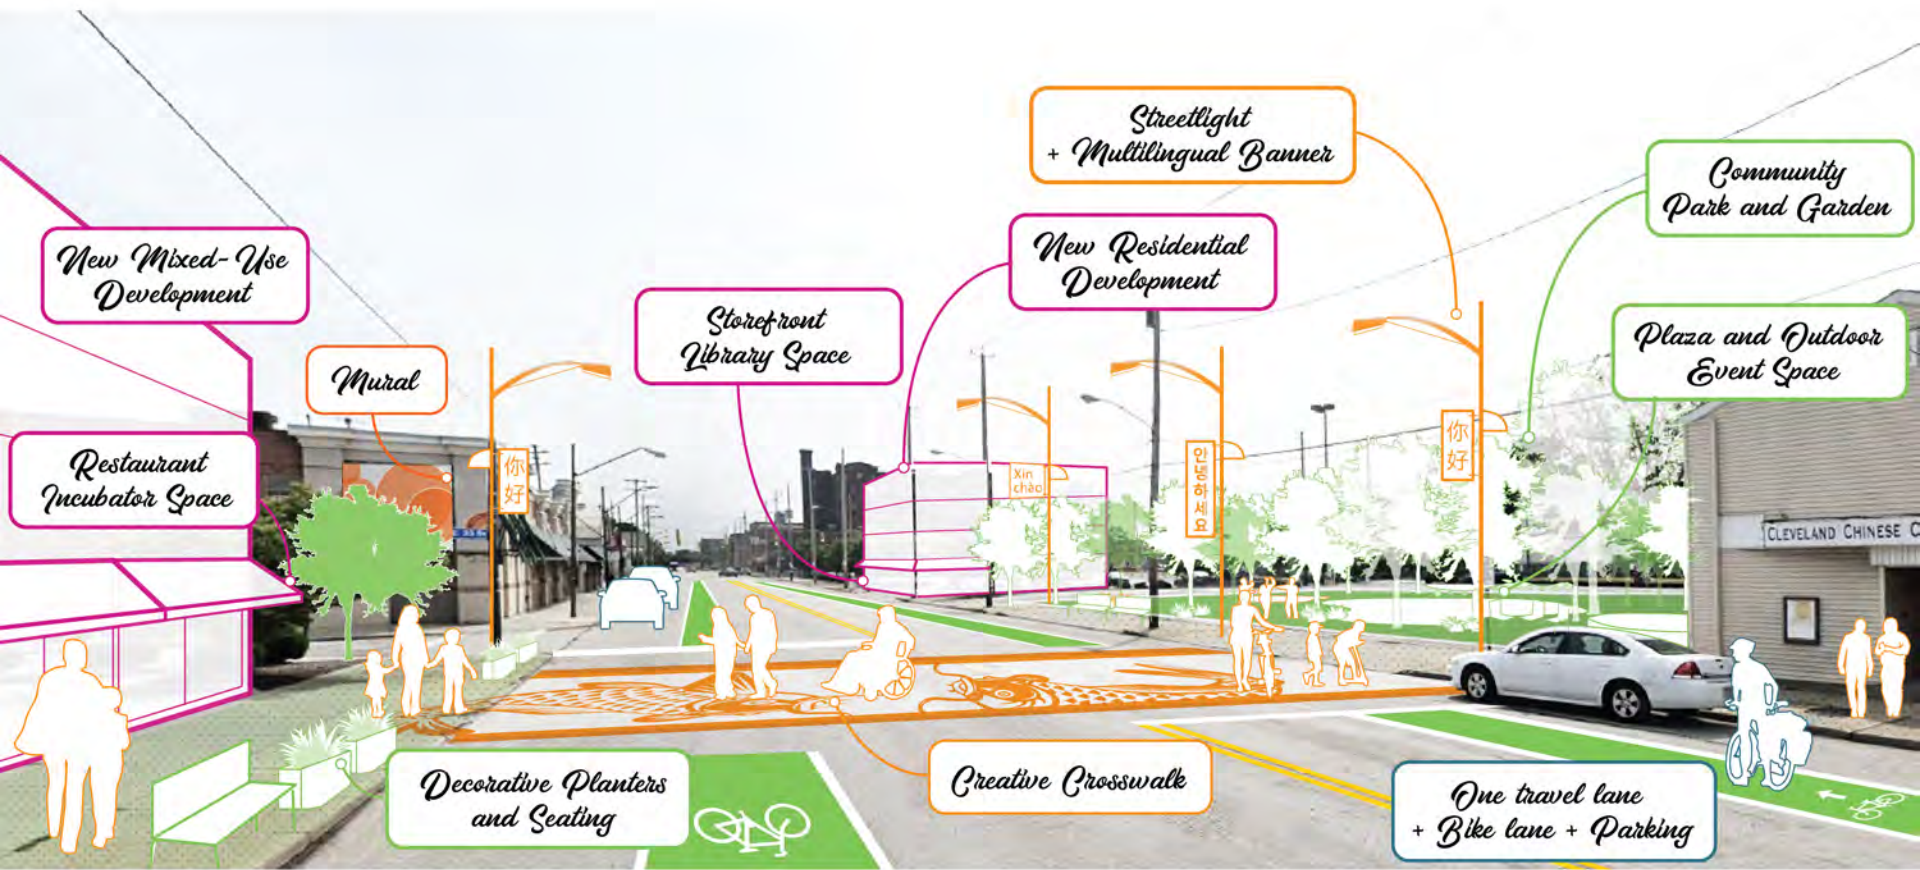 Streetlight
+ Multilingual Banner
Community
Park and Garden
New Mixed-Use
Development
New Residential
Development
Storefront
Library Space
Plaza and Outdoor
Event Space
Mural
Restaurant
Incubator Space
你好
Xin
chào
안녕하세요
你好
CLEVELAND CHINESE C
Decorative Planters
and Seating
Creative Crosswalk
One travel lane
+ Bike lane + Parking